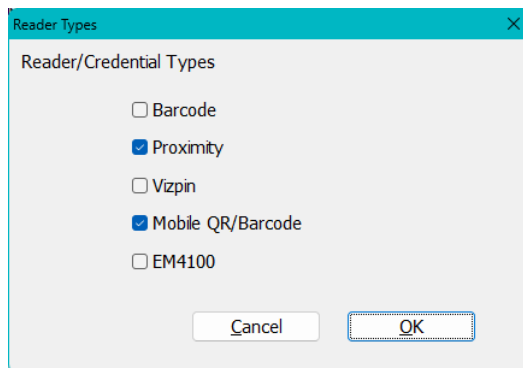 Reader Types
Reader/Credential Types
Barcode
Proximity
Vizpin
Mobile QR/Barcode
EM4100
Cancel OK